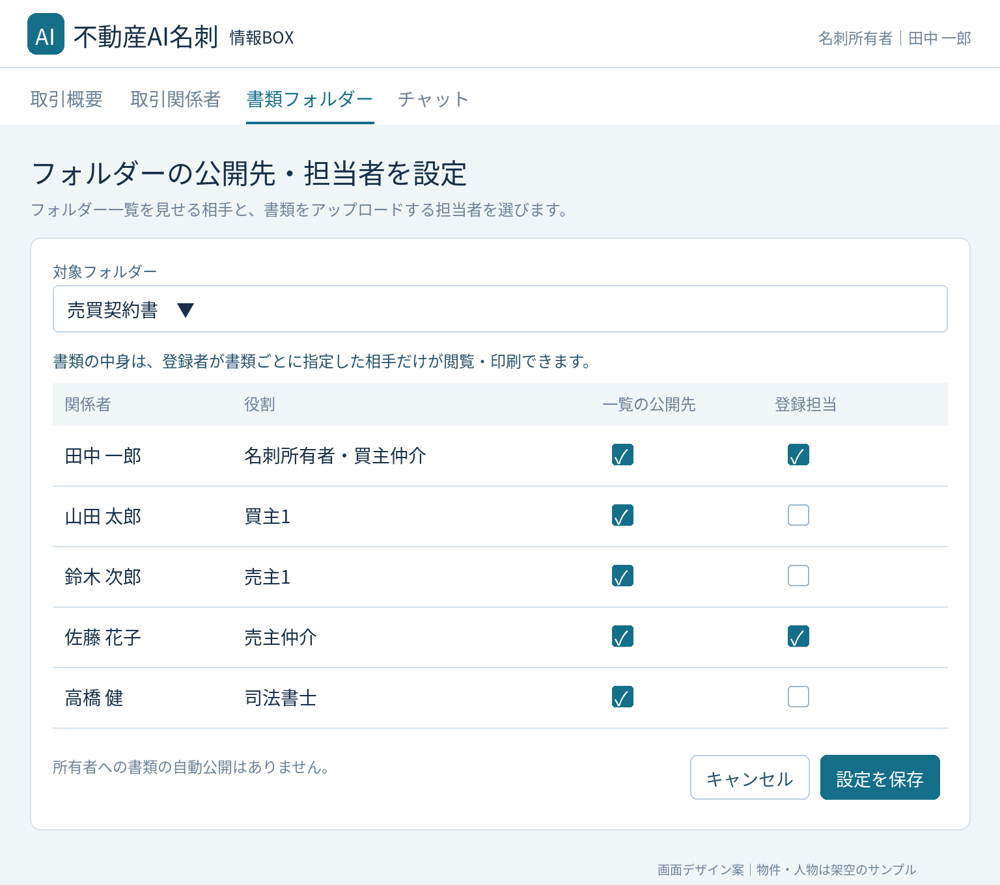 AI 不動産AI名刺 情報BOX 名刺所有者｜田中 一郎
取引概要 取引関係者 書類フォルダー チャット
フォルダーの公開先・担当者を設定
フォルダー一覧を見せる相手と、書類をアップロードする担当者を選びます。
対象フォルダー
売買契約書 ▼
書類の中身は、登録者が書類ごとに指定した相手だけが閲覧・印刷できます。
関係者 役割 一覧の公開先 登録担当
田中 一郎 名刺所有者・買主仲介 ✓ ✓
山田 太郎 買主1 ✓
鈴木 次郎 売主1 ✓
佐藤 花子 売主仲介 ✓ ✓
高橋 健 司法書士 ✓
所有者への書類の自動公開はありません。
キャンセル 設定を保存
画面デザイン案｜物件・人物は架空のサンプル